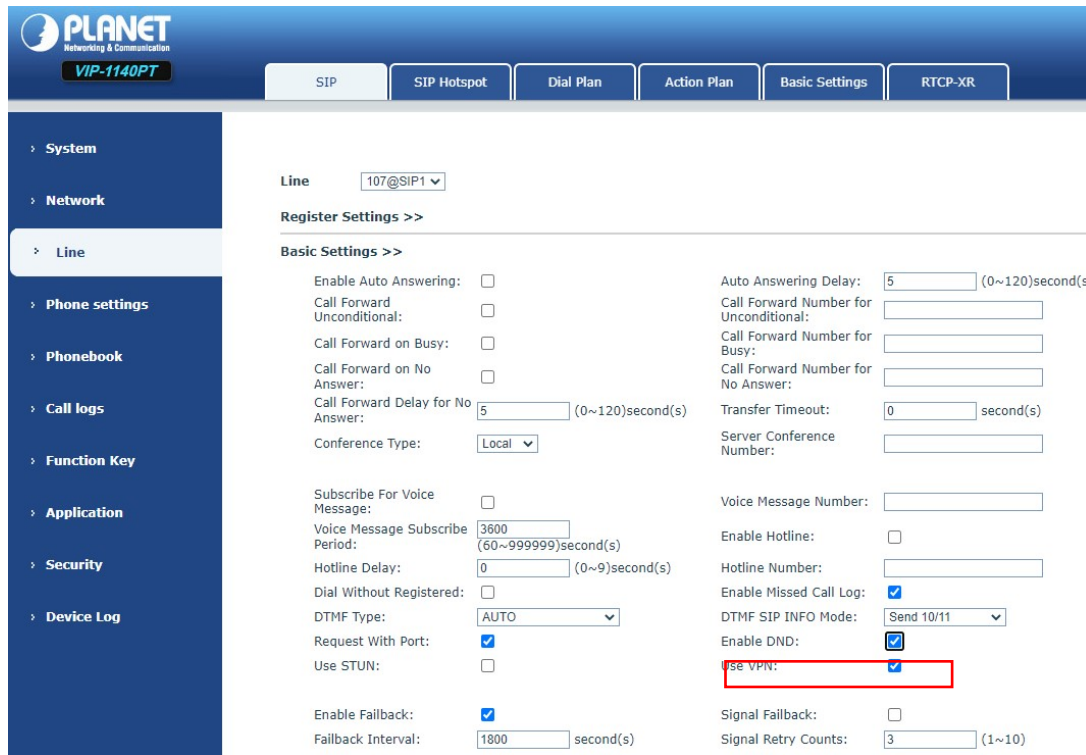 PLANET
Networking & Communication
VIP-1140PT
SIP SIP Hotspot Dial Plan Action Plan Basic Settings RTCP-XR
› System
› Network
› Line
› Phone settings
› Phonebook
› Call logs
› Function Key
› Application
› Security
› Device Log
Line 107@SIP1
Register Settings >>
Basic Settings >>
Enable Auto Answering: Auto Answering Delay: 5 (0~120)second(s
Call Forward Unconditional: Call Forward Number for Unconditional:
Call Forward on Busy: Call Forward Number for Busy:
Call Forward on No Answer: Call Forward Number for No Answer:
Call Forward Delay for No Answer: 5 (0~120)second(s) Transfer Timeout: 0 second(s)
Conference Type: Local Server Conference Number:
Subscribe For Voice Message: Voice Message Number:
Voice Message Subscribe Period: 3600 (60~999999)second(s) Enable Hotline:
Hotline Delay: 0 (0~9)second(s) Hotline Number:
Dial Without Registered: Enable Missed Call Log:
DTMF Type: AUTO DTMF SIP INFO Mode: Send 10/11
Request With Port: Enable DND:
Use STUN: Use VPN:
Enable Failback: Signal Failback:
Failback Interval: 1800 second(s) Signal Retry Counts: 3 (1~10)